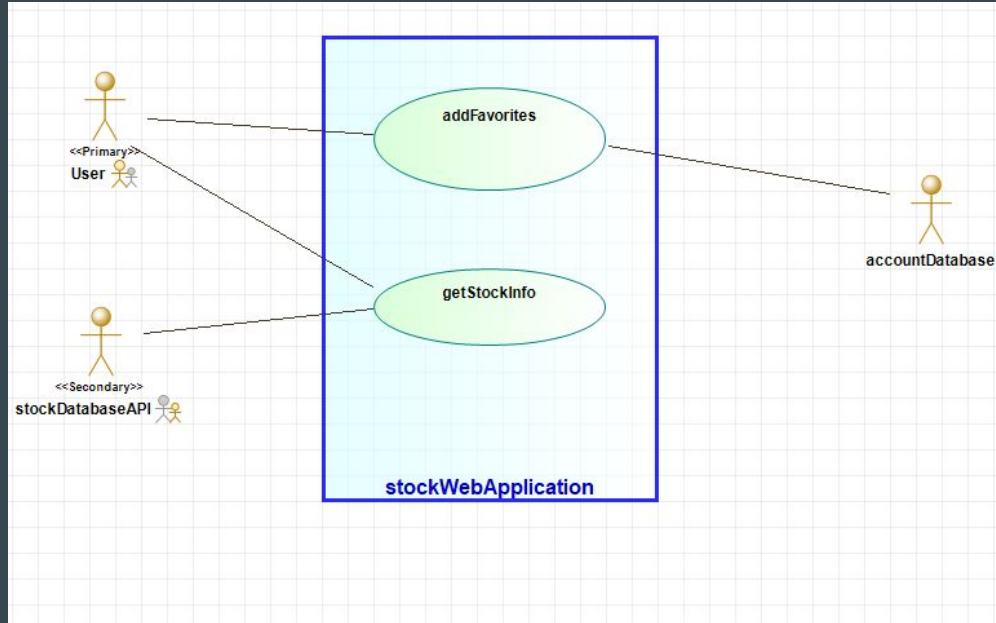 addFavorites
<<Primary>>
User
accountDatabase
getStockInfo
<<Secondary>>
stockDatabaseAPI
stockWebApplication